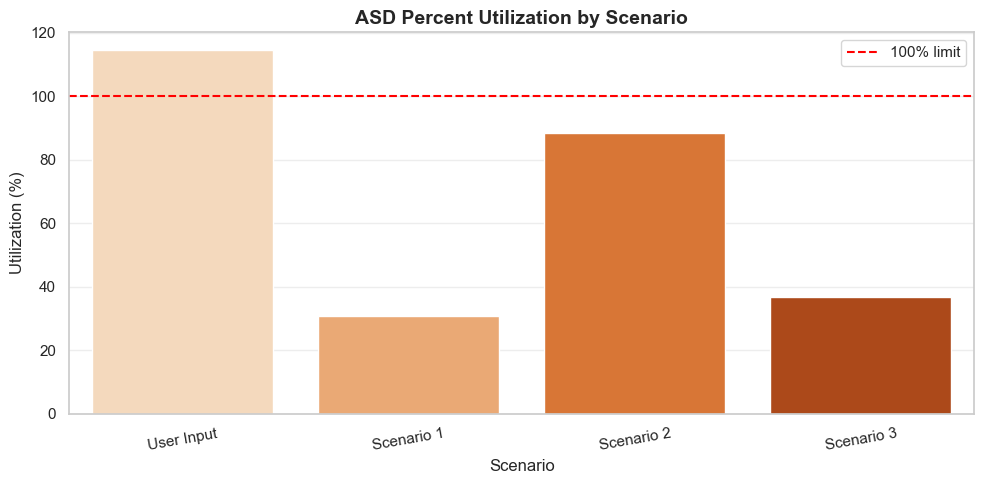 ASD Percent Utilization by Scenario
120
100
80
60
40
20
0
Utilization (%)
100% limit
User Input
Scenario 1
Scenario 2
Scenario 3
Scenario